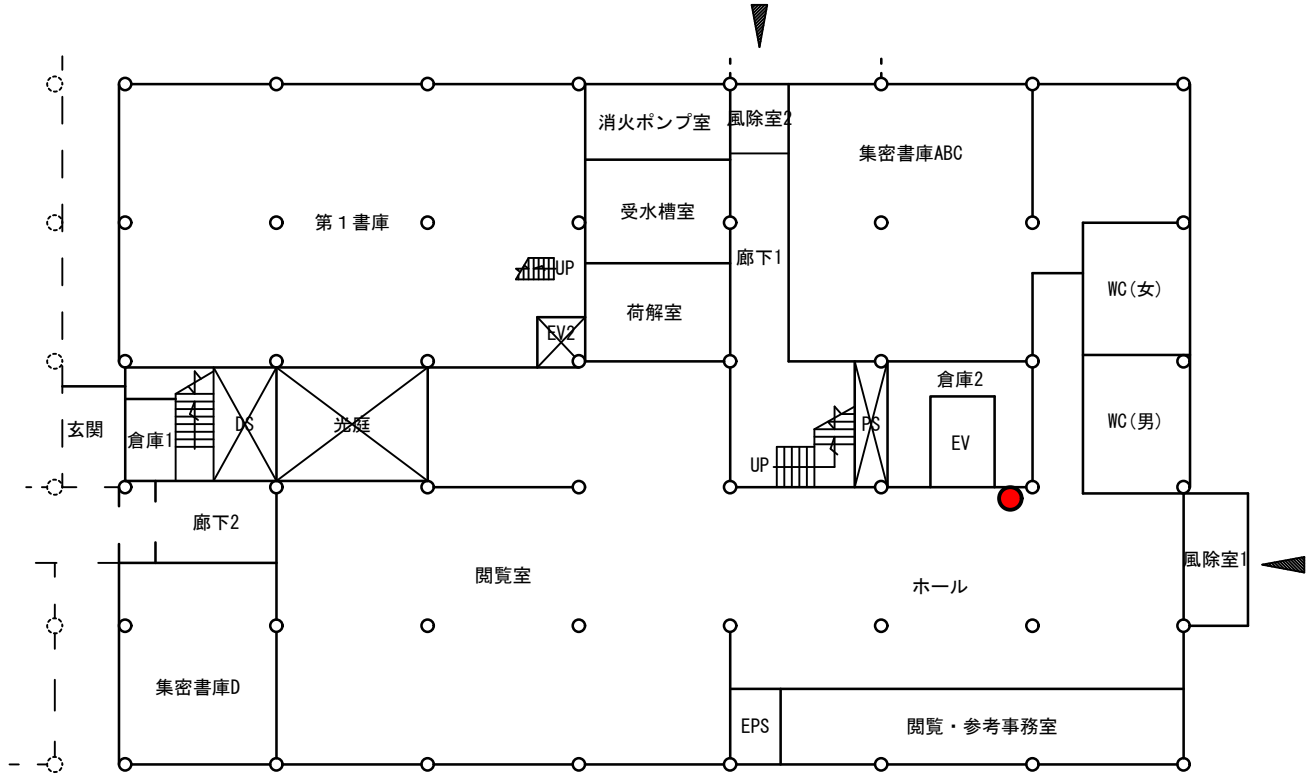 消火ポンプ室
風除室2
集密書庫ABC
第１書庫
受水槽室
廊下1
UP
荷解室
WC(女)
EV2
倉庫2
玄関
倉庫1
DS
光庭
PS
EV
WC(男)
UP
廊下2
閲覧室
ホール
風除室1
集密書庫D
EPS
閲覧・参考事務室